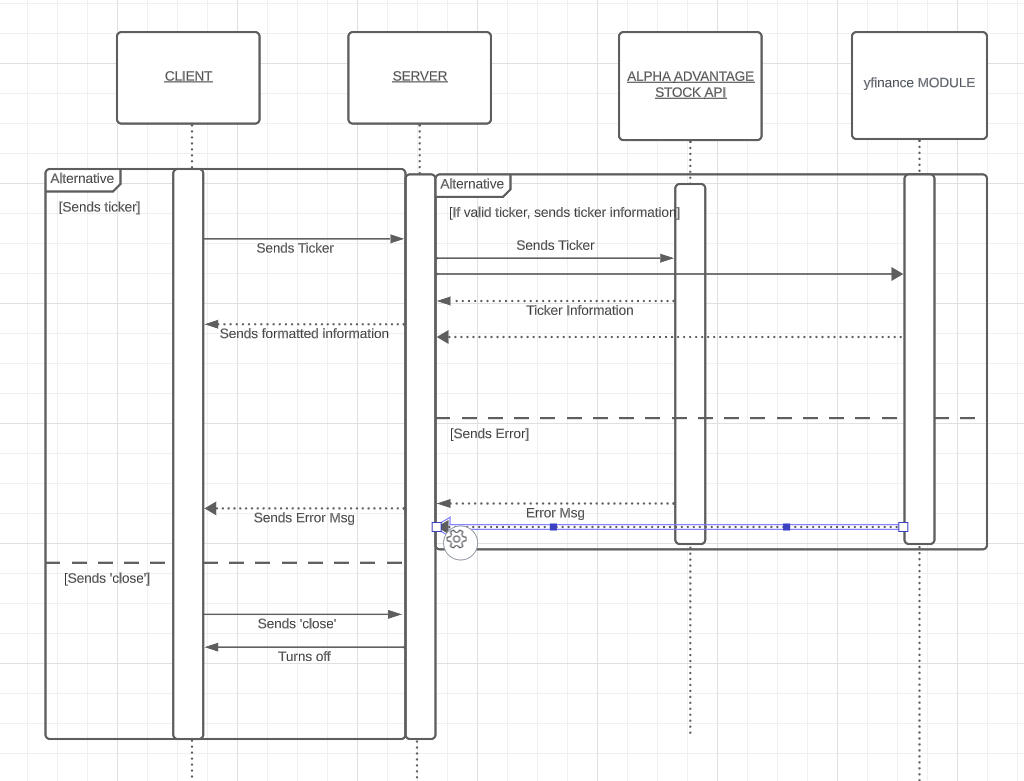 CLIENT
SERVER
ALPHA ADVANTAGE
STOCK API
yfinance MODULE
Alternative
[Sends ticker]
Alternative
[If valid ticker, sends ticker information]
Sends Ticker
Sends Ticker
Ticker Information
Sends formatted information
[Sends Error]
Error Msg
Sends Error Msg
[Sends 'close']
Sends 'close'
Turns off